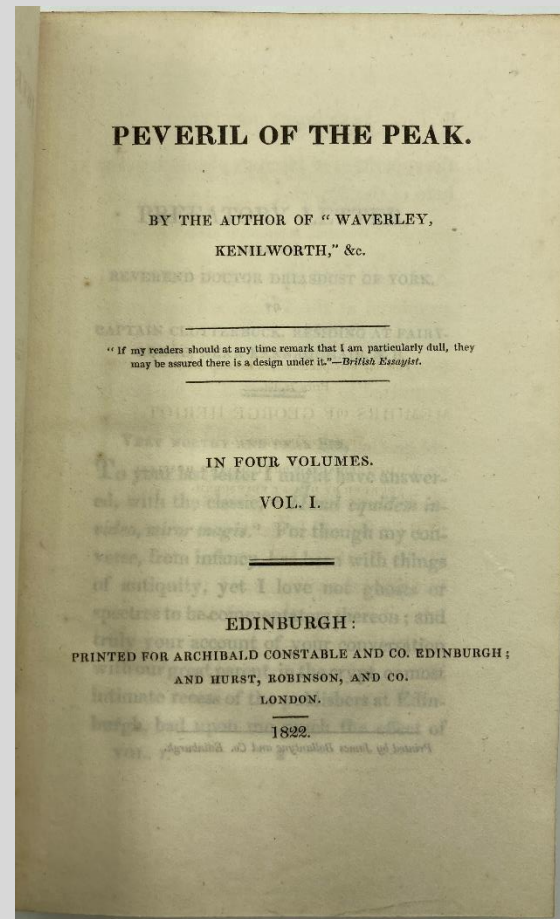 PEVERIL OF THE PEAK.
BY THE AUTHOR OF “ WAVERLEY,
KENILWORTH,” &c.
“ If my readers should at any time remark that I am particularly dull, they
may be assured there is a design under it.”—British Essayist.
IN FOUR VOLUMES.
VOL. I.
EDINBURGH:
PRINTED FOR ARCHIBALD CONSTABLE AND CO. EDINBURGH;
AND HURST, ROBINSON, AND CO.
LONDON.
1822.